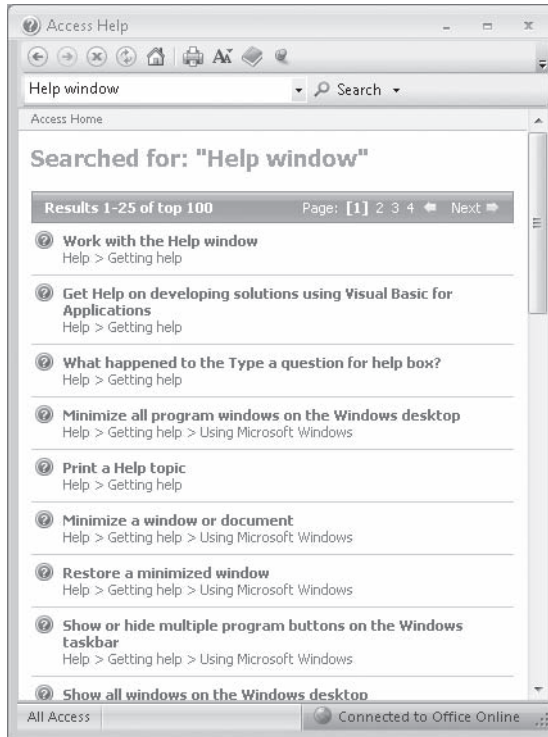 Access Help
Help window
Search
Access Home
Searched for: "Help window"
Results 1-25 of top 100 Page: [1] 2 3 4 Next
Work with the Help window
Help > Getting help
Get Help on developing solutions using Visual Basic for
Applications
Help > Getting help
What happened to the Type a question for help box?
Help > Getting help
Minimize all program windows on the Windows desktop
Help > Getting help > Using Microsoft Windows
Print a Help topic
Help > Getting help
Minimize a window or document
Help > Getting help > Using Microsoft Windows
Restore a minimized window
Help > Getting help > Using Microsoft Windows
Show or hide multiple program buttons on the Windows
taskbar
Help > Getting help > Using Microsoft Windows
Show all windows on the Windows desktop
All Access Connected to Office Online